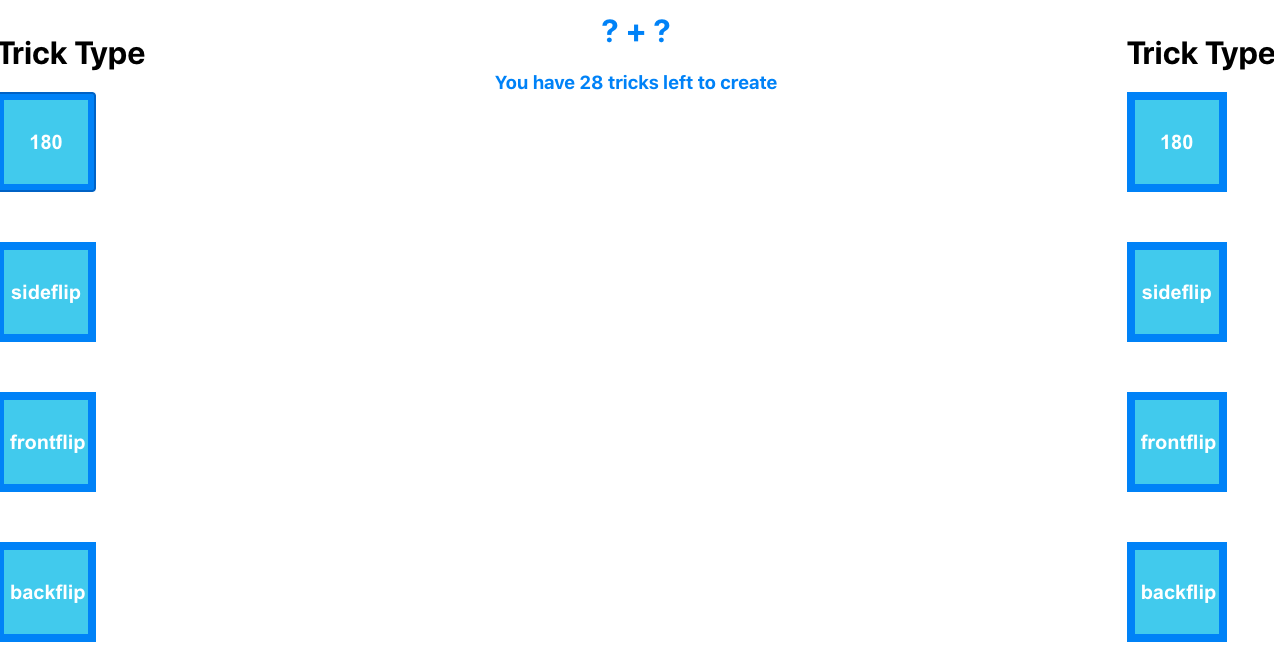 ? + ?
You have 28 tricks left to create
Trick Type
180
sideflip
frontflip
backflip
Trick Type
180
sideflip
frontflip
backflip